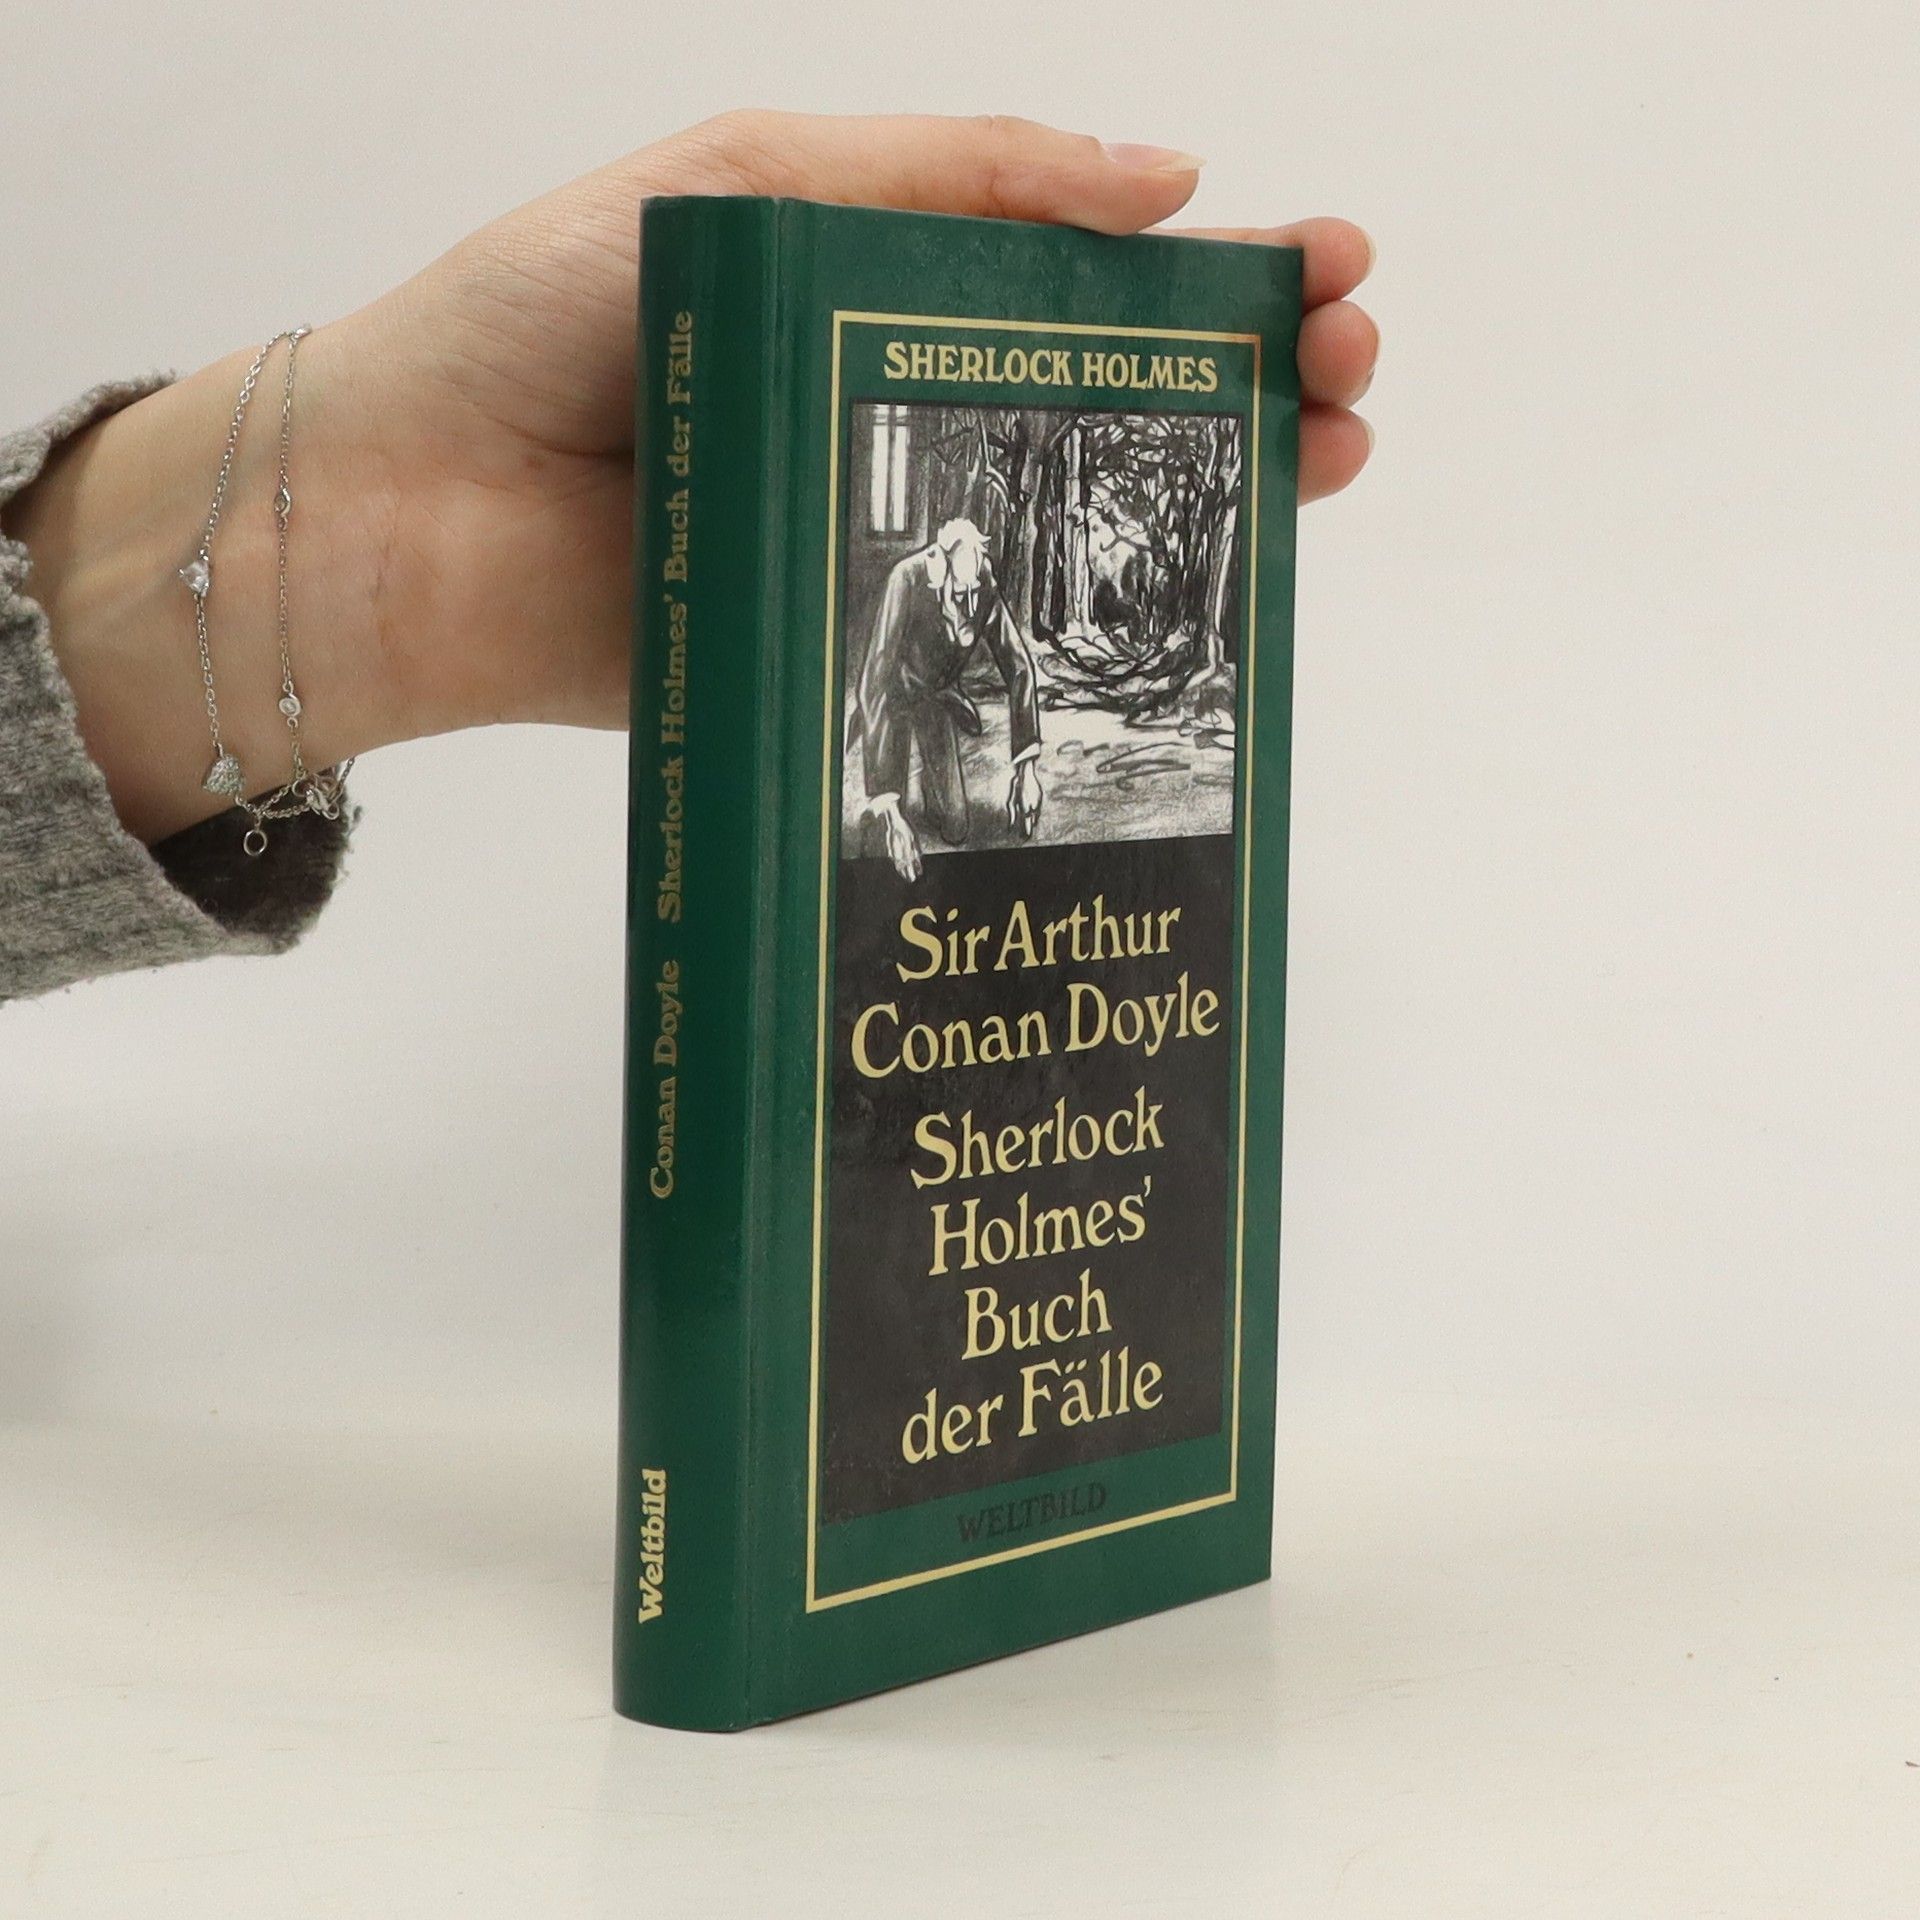 SHERLOCK HOLMES
Sir Arthur
Conan Doyle
Sherlock
Holmes'
Buch
der Fälle
WELTBILD
Conan Doyle Sherlock Holmes' Buch der Fälle
Weltbild